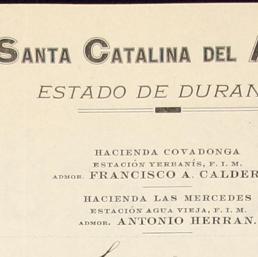 SANTA CATALINA DEL
ESTADO DE DURAN
HACIENDA COVADONGA
ESTACIÓN YERBANÍS, F. I. M.
ADMOR. FRANCISCO A. CALDER
HACIENDA LAS MERCEDES
ESTACIÓN AGUA VIEJA, F. I. M.
ADMOR. ANTONIO HERRAN.